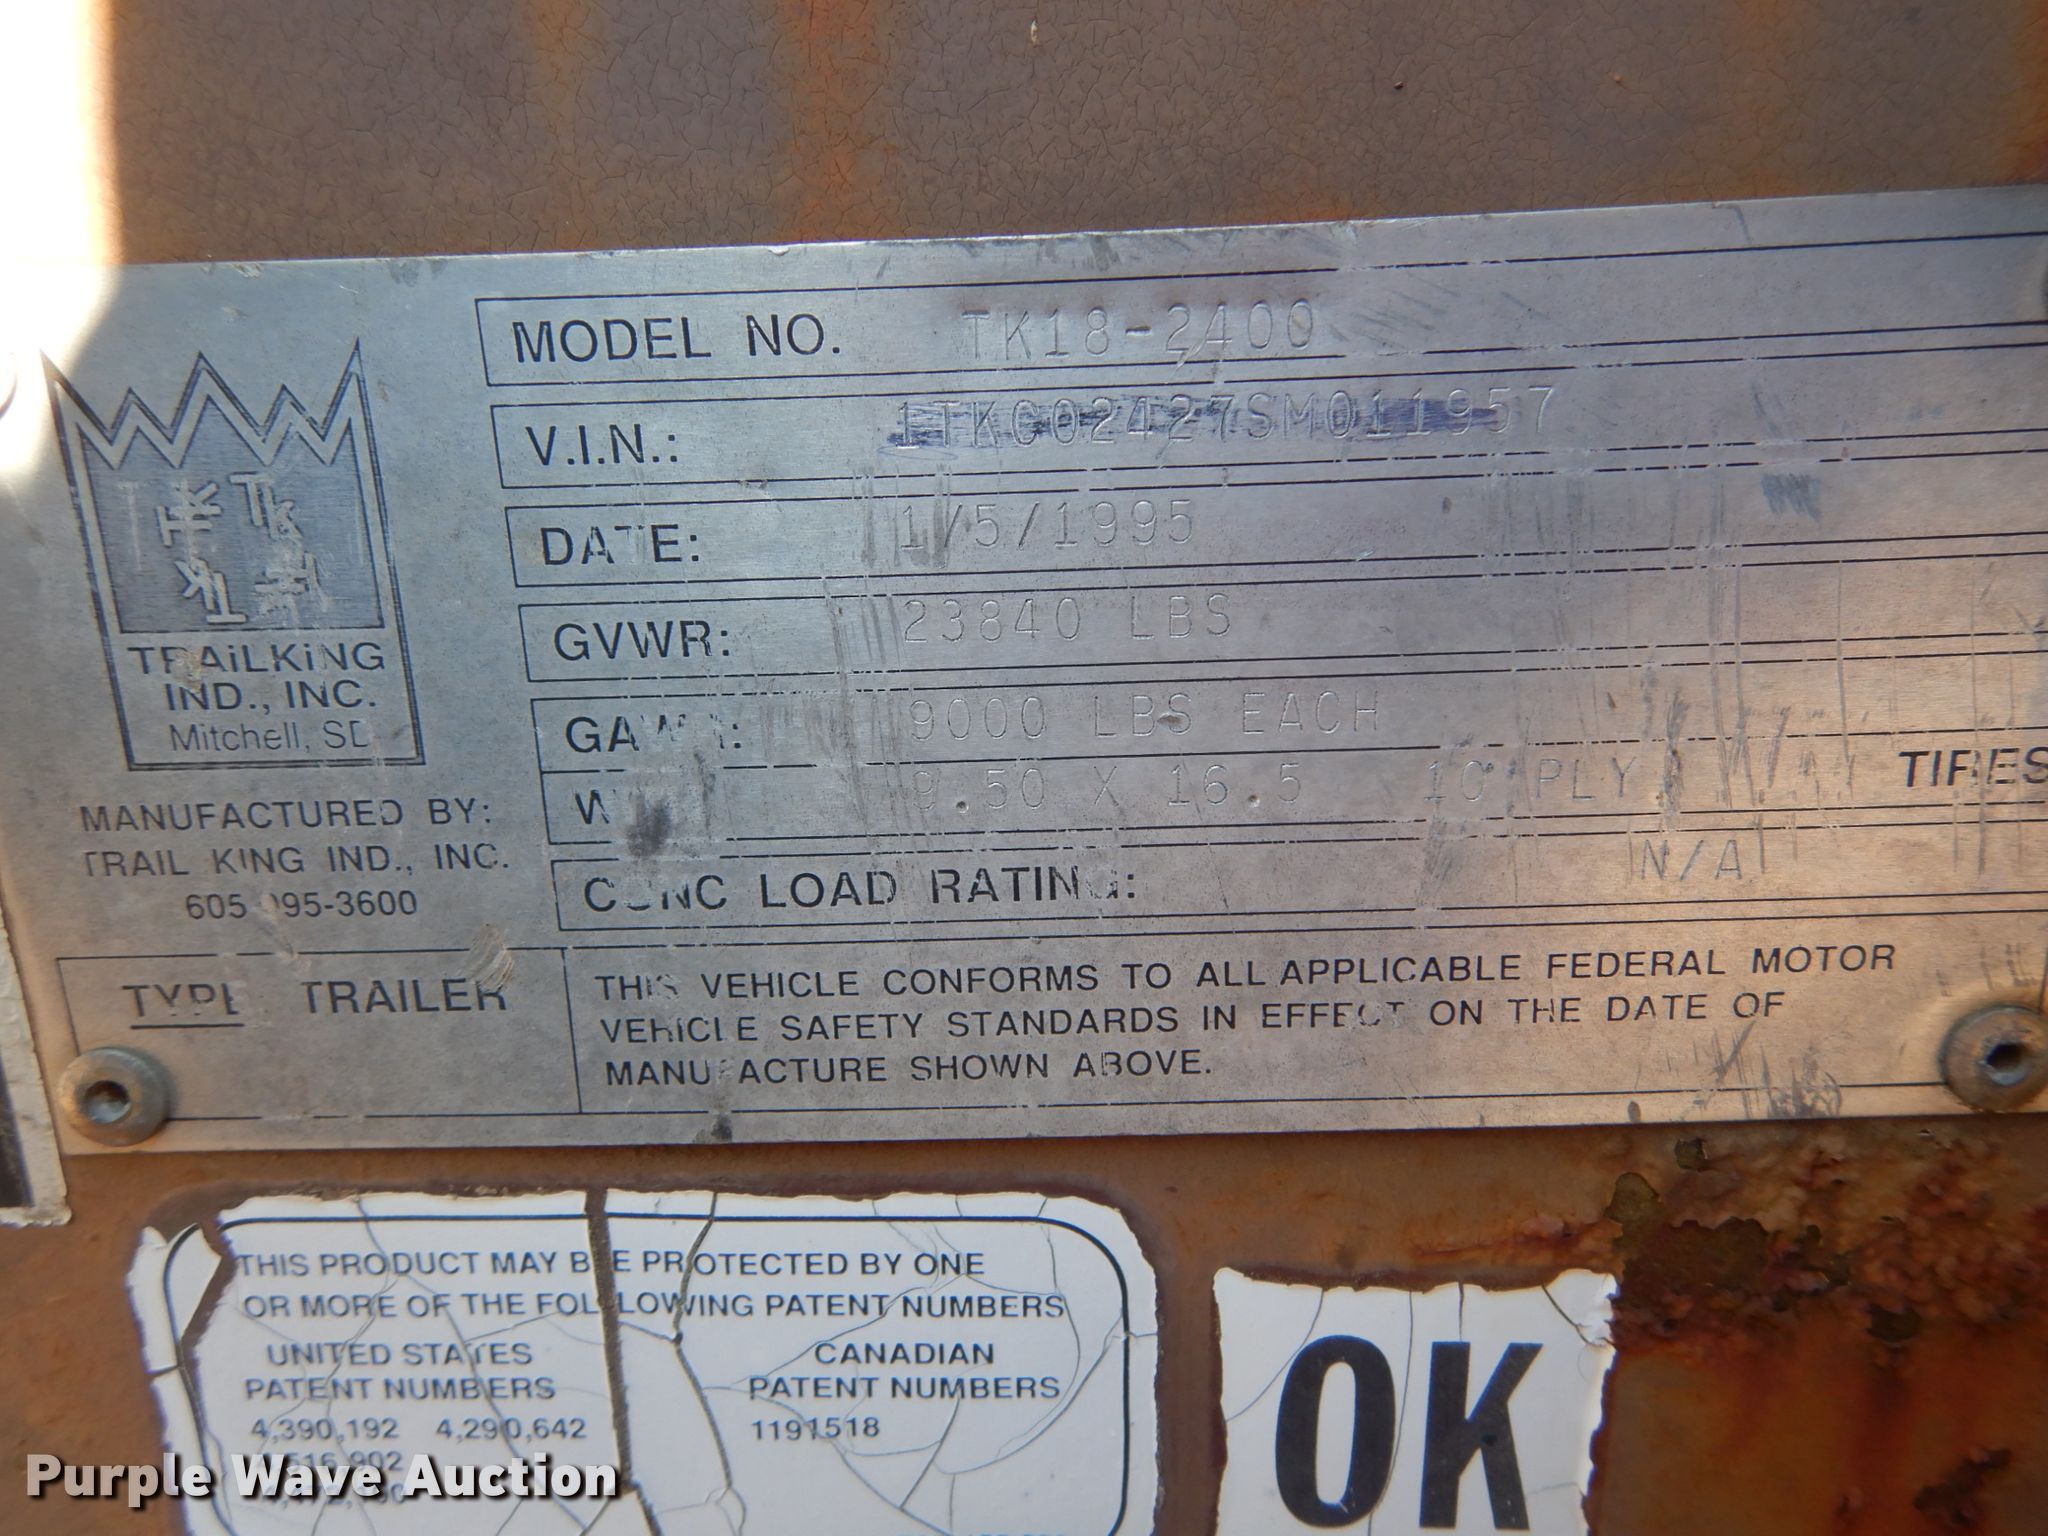 MODEL NO. TK18-2400
V.I.N.: 1TKC02427SM011957
DATE: 1/5/1995
GVWR: 23840 LBS
9000 LBS EACH
9.50 X 16.5 10 PLY TIRES
CONC LOAD RATING: N/A
TRAiLKiNG
IND., INC.
Mitchell, SD
MANUFACTURED BY:
TRAIL KING IND., INC.
605 995-3600
TYPE: TRAILER
THIS VEHICLE CONFORMS TO ALL APPLICABLE FEDERAL MOTOR
VEHICLE SAFETY STANDARDS IN EFFECT ON THE DATE OF
MANUFACTURE SHOWN ABOVE.
THIS PRODUCT MAY BE PROTECTED BY ONE
OR MORE OF THE FOLLOWING PATENT NUMBERS
UNITED STATES
PATENT NUMBERS
4,390,192 4,290,642
CANADIAN
PATENT NUMBERS
1191518
OK
Purple Wave Auction